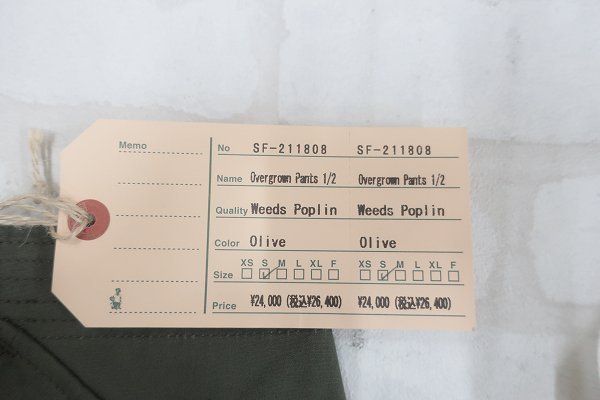 Memo
No SF-211808 SF-211808
Name Overgrown Pants 1/2 Overgrown Pants 1/2
Quality Weeds Poplin Weeds Poplin
Color Olive Olive
XS S M L XL F XS S M L XL F
Size
Price ¥24,000 (税込¥26,400) ¥24,000 (税込¥26,400)